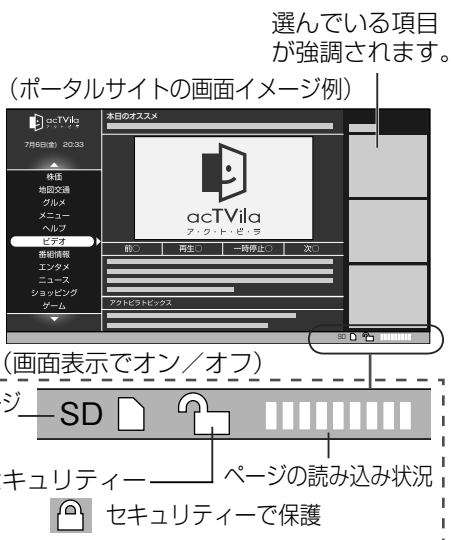 選んでいる項目
が強調されます。
（ポータルサイトの画面イメージ例）
acTVila
ア・ク・ト・ビ・ラ
7月6日(金) 20:33
株価
地図交通
グルメ
メニュー
ヘルプ
ビデオ
番組情報
エンタメ
ニュース
ショッピング
ゲーム
本日のオススメ
acTVila
ア・ク・ト・ビ・ラ
前○ 再生○ 一時停止○ 次○
アクトビラトピックス
SD
（画面表示でオン／オフ）
ージ
SD
セキュリティー
ページの読み込み状況
セキュリティーで保護